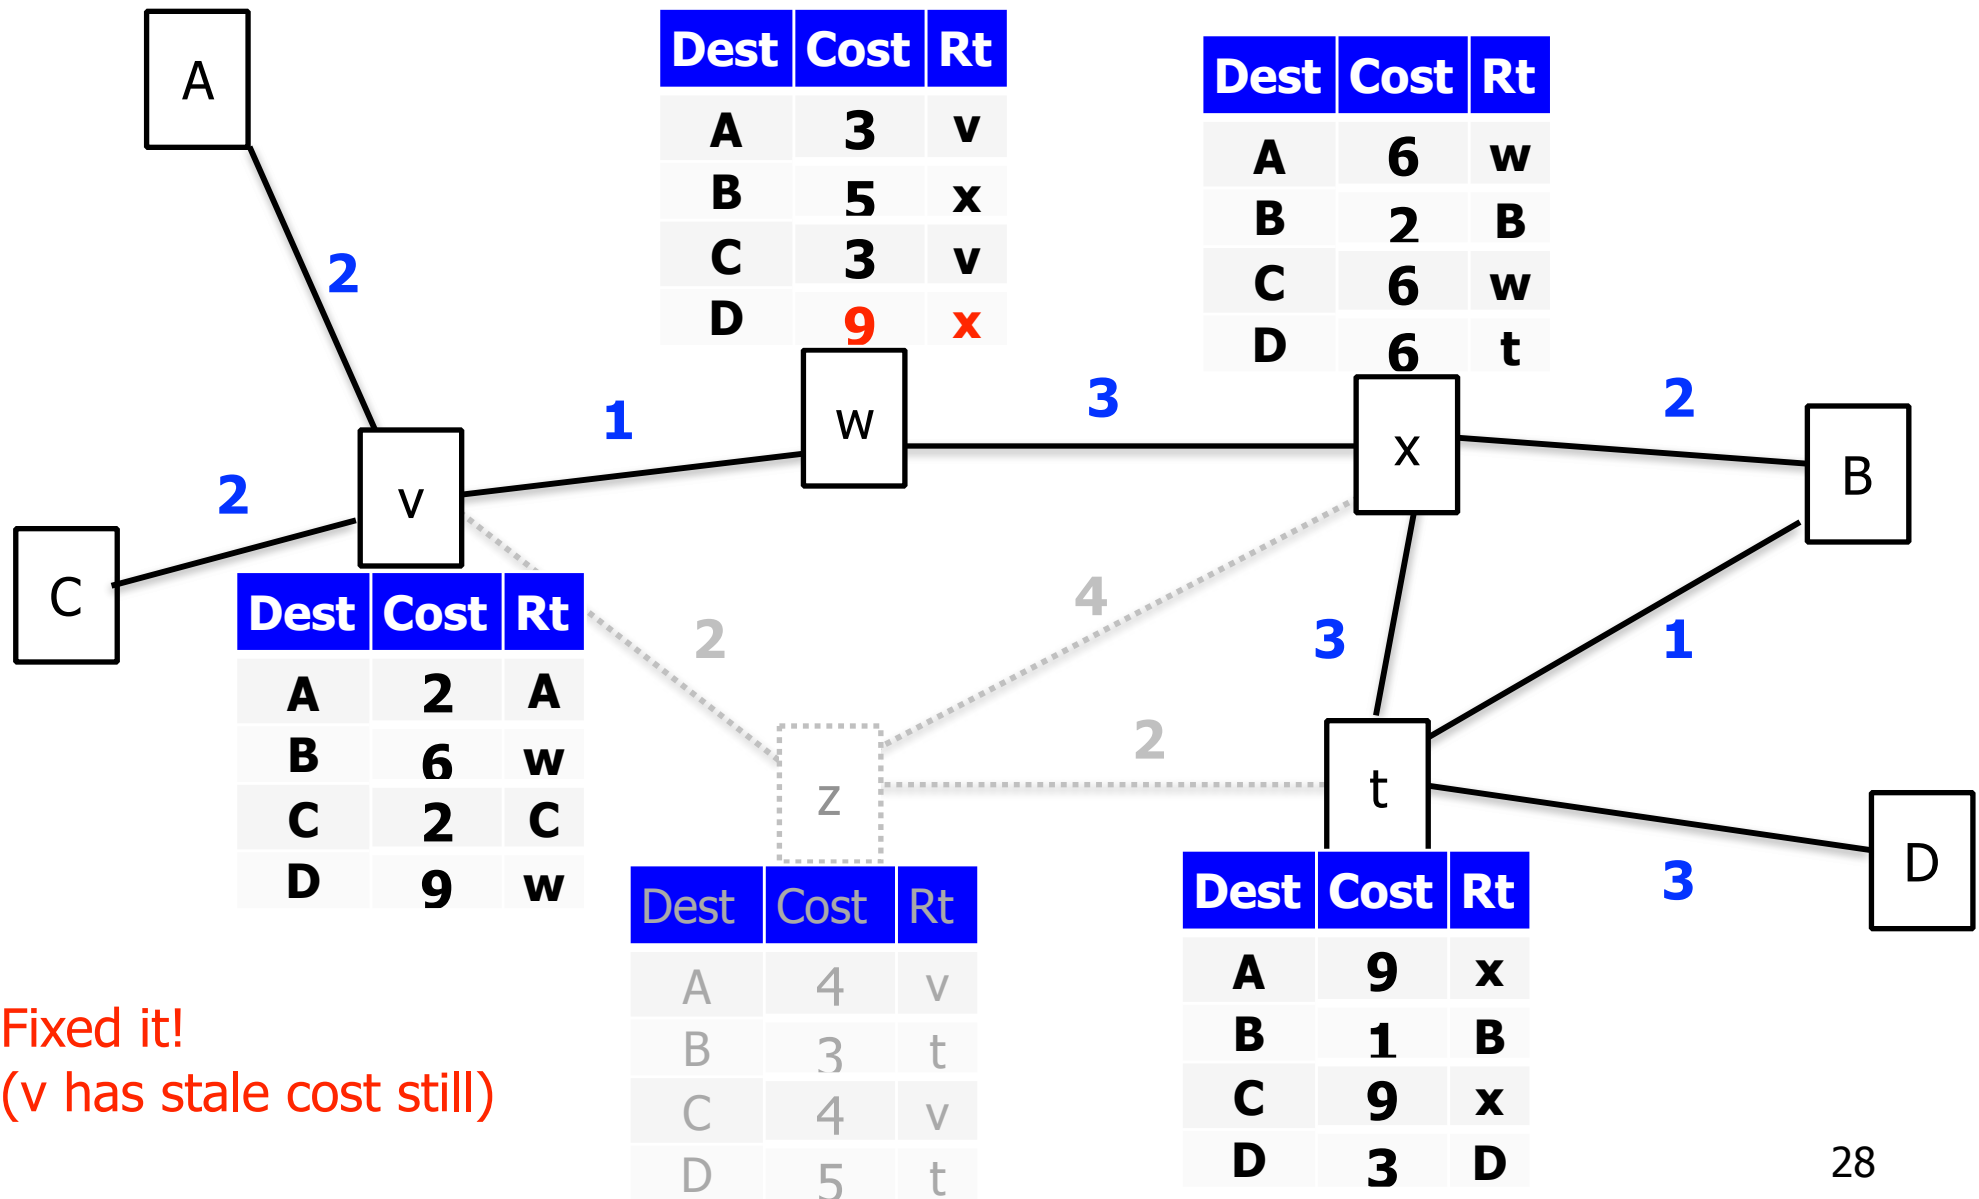 A
Dest Cost Rt
A 3 v
B 5 x
C 3 v
D 9 x
Dest Cost Rt
A 6 w
B 2 B
C 6 w
D 6 t
2
2
1
3
2
w
x
B
v
C
Dest Cost Rt
A 2 A
B 6 w
C 2 C
D 9 w
2
4
3
1
2
z
t
3
D
Dest Cost Rt
A 4 v
B 3 t
C 4 v
D 5 t
Dest Cost Rt
A 9 x
B 1 B
C 9 x
D 3 D
Fixed it!
(v has stale cost still)
28